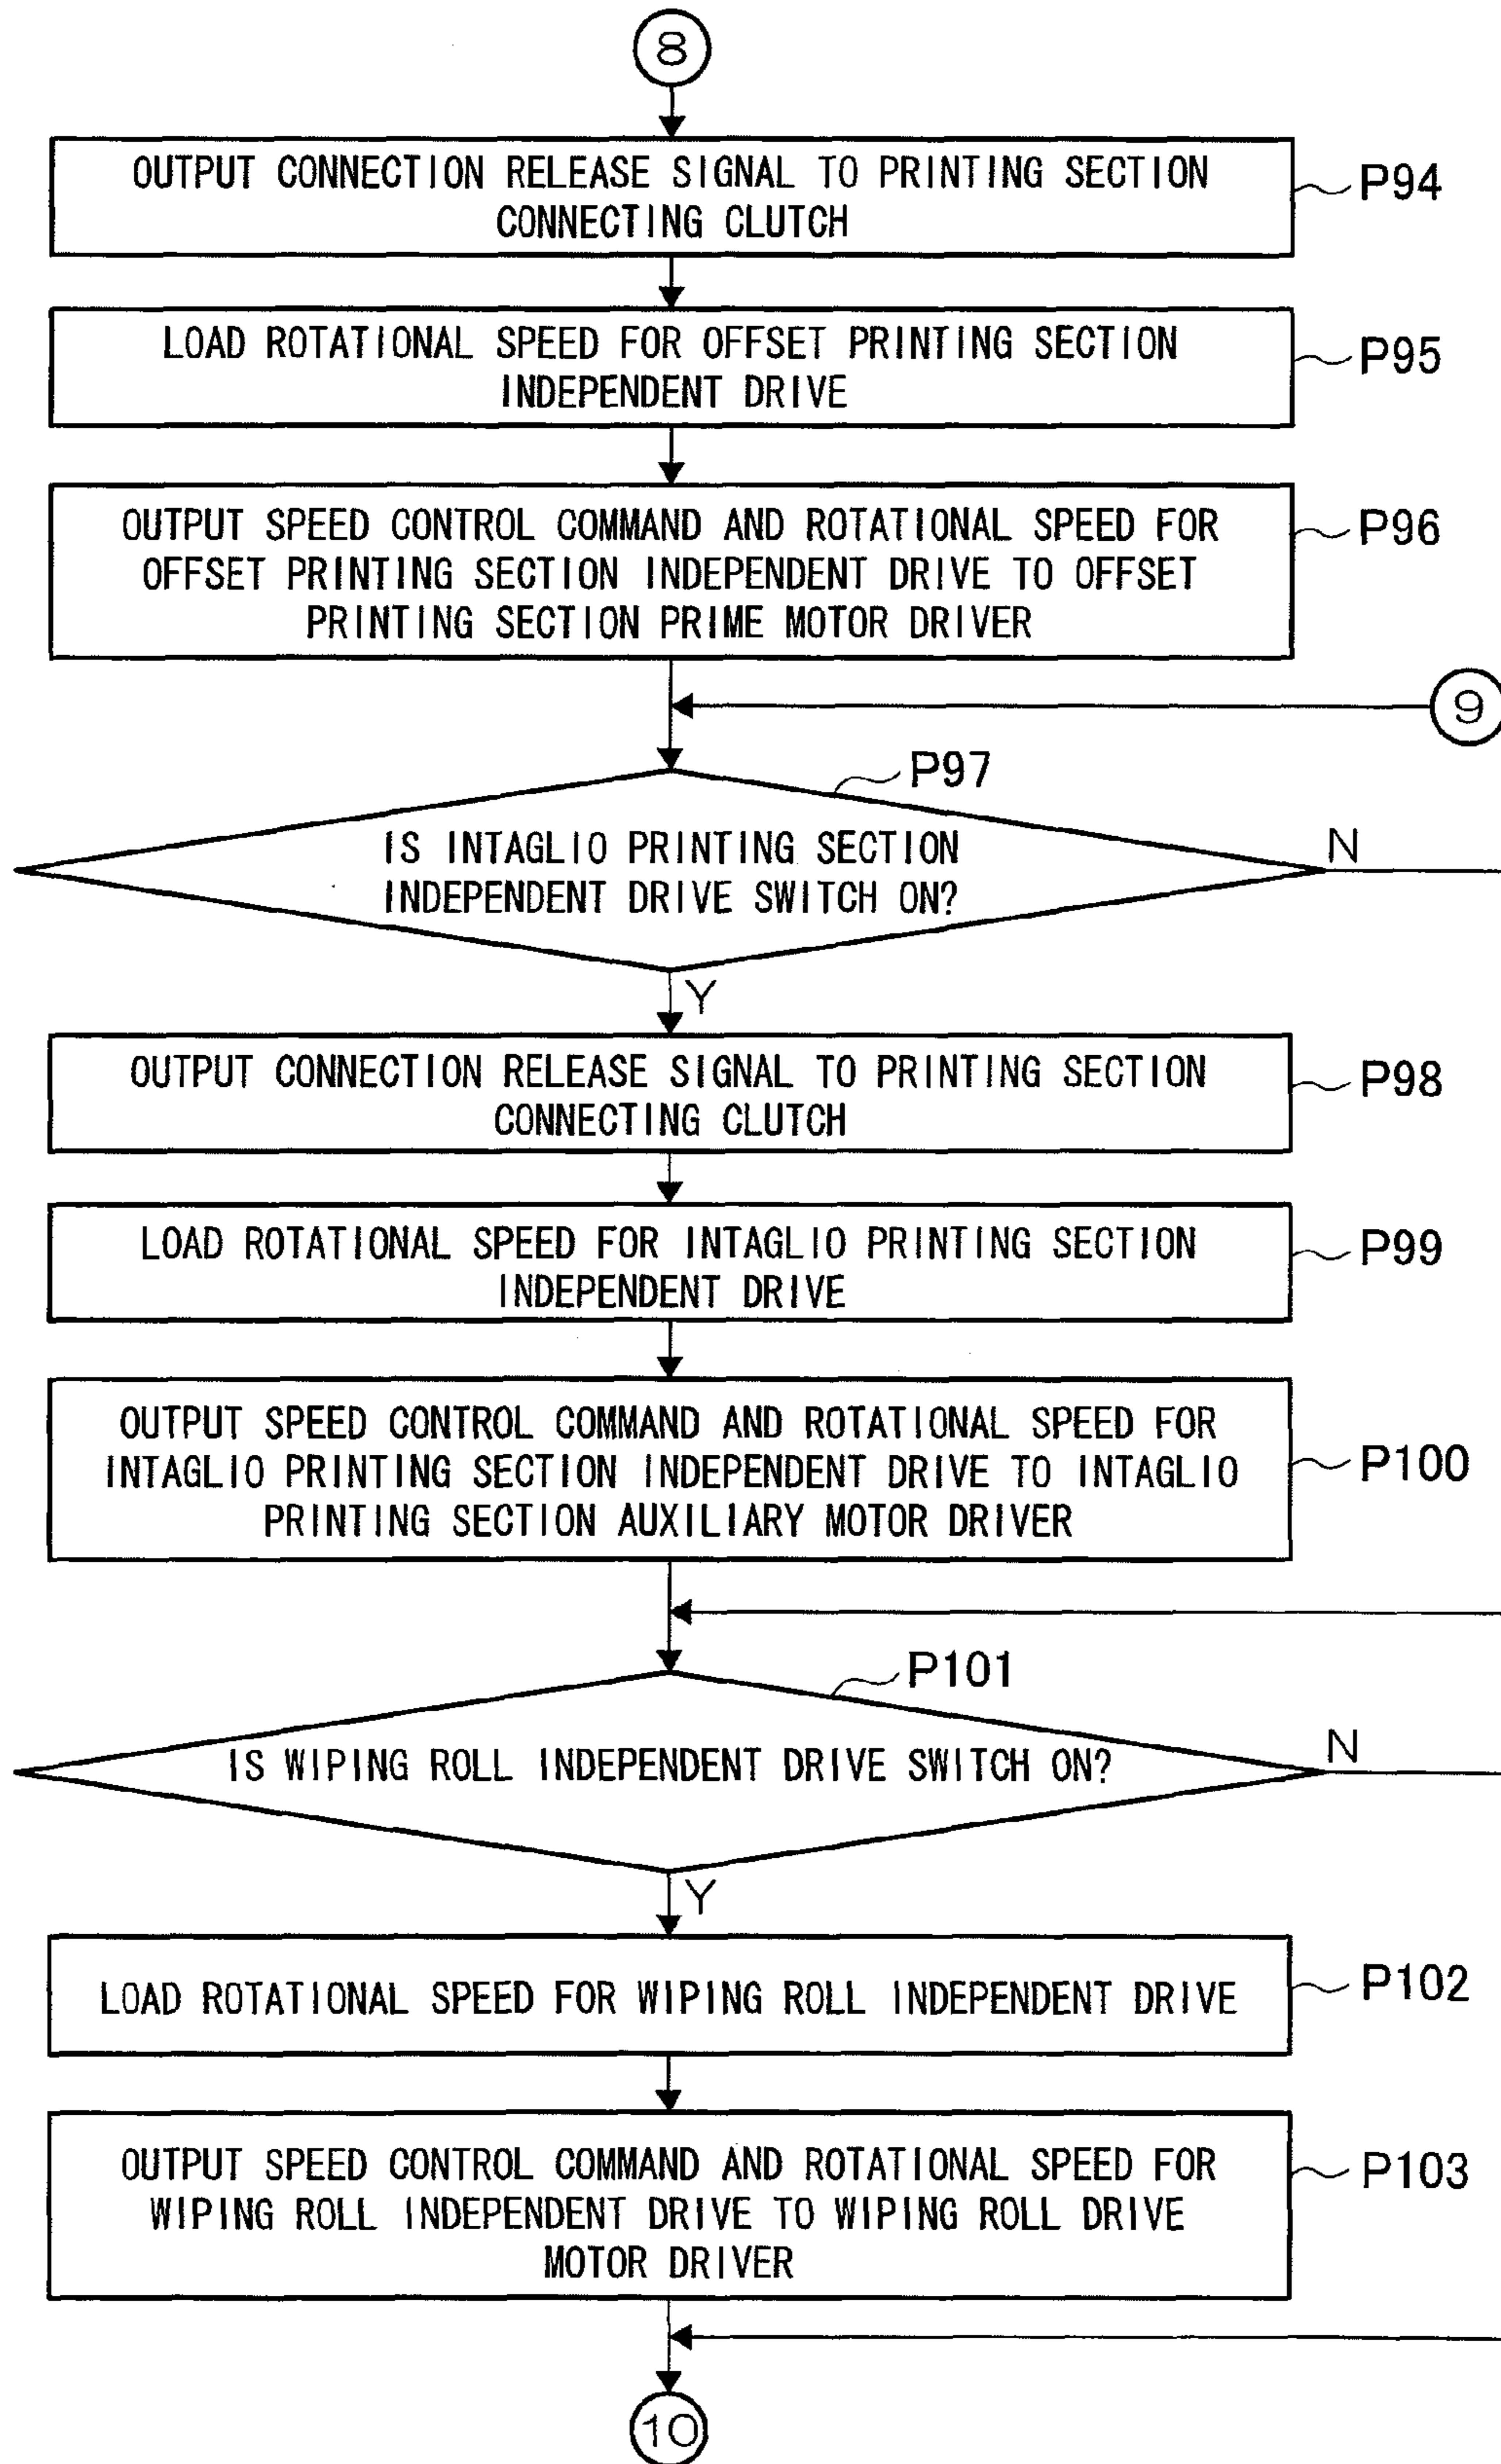 8
OUTPUT CONNECTION RELEASE SIGNAL TO PRINTING SECTION
CONNECTING CLUTCH
P94
LOAD ROTATIONAL SPEED FOR OFFSET PRINTING SECTION
INDEPENDENT DRIVE
P95
OUTPUT SPEED CONTROL COMMAND AND ROTATIONAL SPEED FOR
OFFSET PRINTING SECTION INDEPENDENT DRIVE TO OFFSET
PRINTING SECTION PRIME MOTOR DRIVER
P96
9
P97
IS INTAGLIO PRINTING SECTION
INDEPENDENT DRIVE SWITCH ON?
N
Y
OUTPUT CONNECTION RELEASE SIGNAL TO PRINTING SECTION
CONNECTING CLUTCH
P98
LOAD ROTATIONAL SPEED FOR INTAGLIO PRINTING SECTION
INDEPENDENT DRIVE
P99
OUTPUT SPEED CONTROL COMMAND AND ROTATIONAL SPEED FOR
INTAGLIO PRINTING SECTION INDEPENDENT DRIVE TO INTAGLIO
PRINTING SECTION AUXILIARY MOTOR DRIVER
P100
P101
IS WIPING ROLL INDEPENDENT DRIVE SWITCH ON?
N
Y
LOAD ROTATIONAL SPEED FOR WIPING ROLL INDEPENDENT DRIVE
P102
OUTPUT SPEED CONTROL COMMAND AND ROTATIONAL SPEED FOR
WIPING ROLL INDEPENDENT DRIVE TO WIPING ROLL DRIVE
MOTOR DRIVER
P103
10